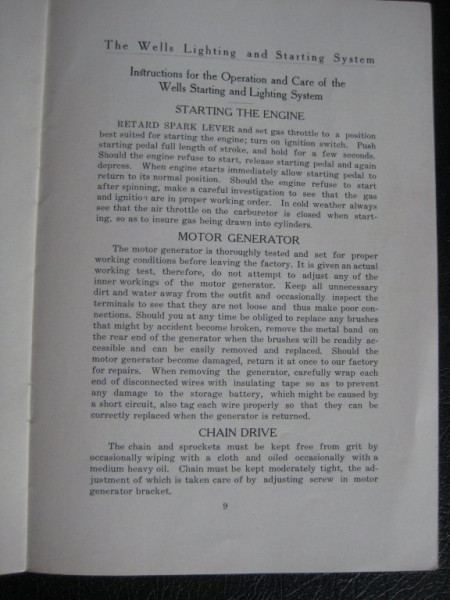 The Wells Lighting and Starting System
Instructions for the Operation and Care of the
Wells Starting and Lighting System
STARTING THE ENGINE
RETARD SPARK LEVER and set gas throttle to a position
best suited for starting the engine; turn on ignition switch. Push
starting pedal full length of stroke, and hold for a few seconds.
Should the engine refuse to start, release starting pedal and again
depress. When engine starts immediately allow starting pedal to
return to its normal position. Should the engine refuse to start
after spinning, make a careful investigation to see that the gas
and ignition are in proper working order. In cold weather always
see that the air throttle on the carburetor is closed when start-
ing, so as to insure gas being drawn into cylinders.
MOTOR GENERATOR
The motor generator is thoroughly tested and set for proper
working conditions before leaving the factory. It is given an actual
working test, therefore, do not attempt to adjust any of the
inner workings of the motor generator. Keep all unnecessary
dirt and water away from the outfit and occasionally inspect the
terminals to see that they are not loose and thus make poor con-
nections. Should you at any time be obliged to replace any brushes
that might by accident become broken, remove the metal band on
the rear end of the generator when the brushes will be readily ac-
cessible and can be easily removed and replaced. Should the
motor generator become damaged, return it at once to our factory
for repairs. When removing the generator, carefully wrap each
end of disconnected wires with insulating tape so as to prevent
any damage to the storage battery, which might be caused by
a short circuit, also tag each wire properly so that they can be
correctly replaced when the generator is returned.
CHAIN DRIVE
The chain and sprockets must be kept free from grit by
occasionally wiping with a cloth and oiled occasionally with a
medium heavy oil. Chain must be kept moderately tight, the ad-
justment of which is taken care of by adjusting screw in motor
generator bracket.
9